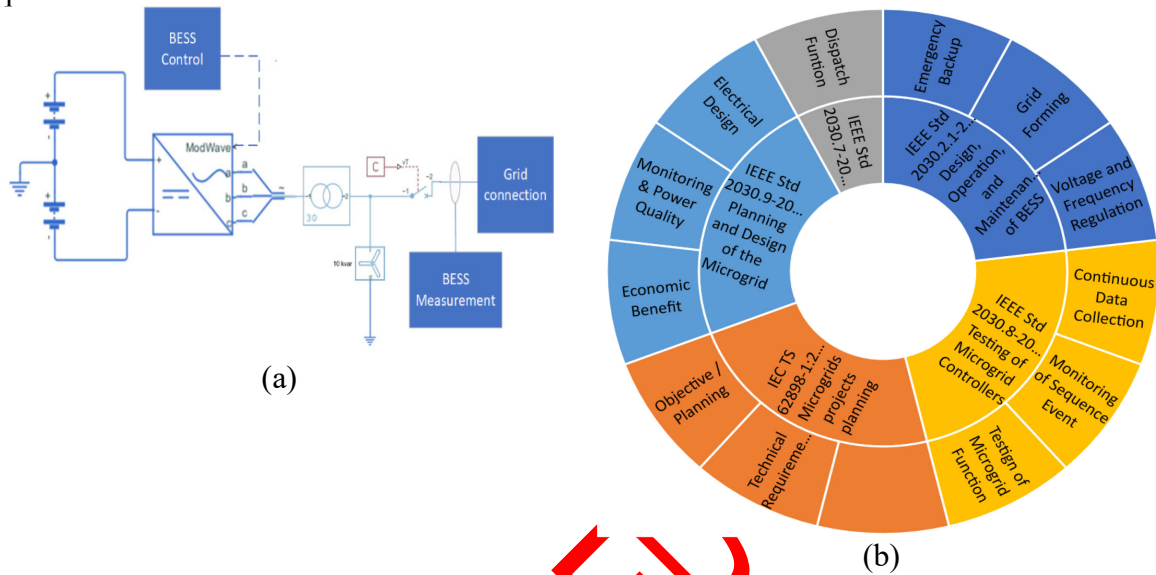 BESS
Control
+
-
+
-
ModWave
+
-
a
b
c
a
b
c
~
3Φ
10 kvar
C
vT
~1
~2
Grid
connection
BESS
Measurement
(a)
Dispatch
Funtion
IEEE Std
2030.7-20...
Emergency
Backup
Grid
Forming
Voltage and
Frequency
Regulation
IEEE Std
2030.2.1-2...
Design,
Operation,
and
Maintenan...
of BESS
Continuous
Data
Collection
Monitoring
of Sequence
Event
Testign of
Microgrid
Function
IEEE Std
2030.8-20...
Testing of
Microgrid
Controllers
Technical
Requireme...
Objective /
Planning
IEC TS
62898-1:2...
Microgrids
projects
planning
Economic
Benefit
Monitoring
& Power
Quality
Electrical
Design
IEEE Std
2030.9-20...
Planning
and Design
of the
Microgrid
(b)